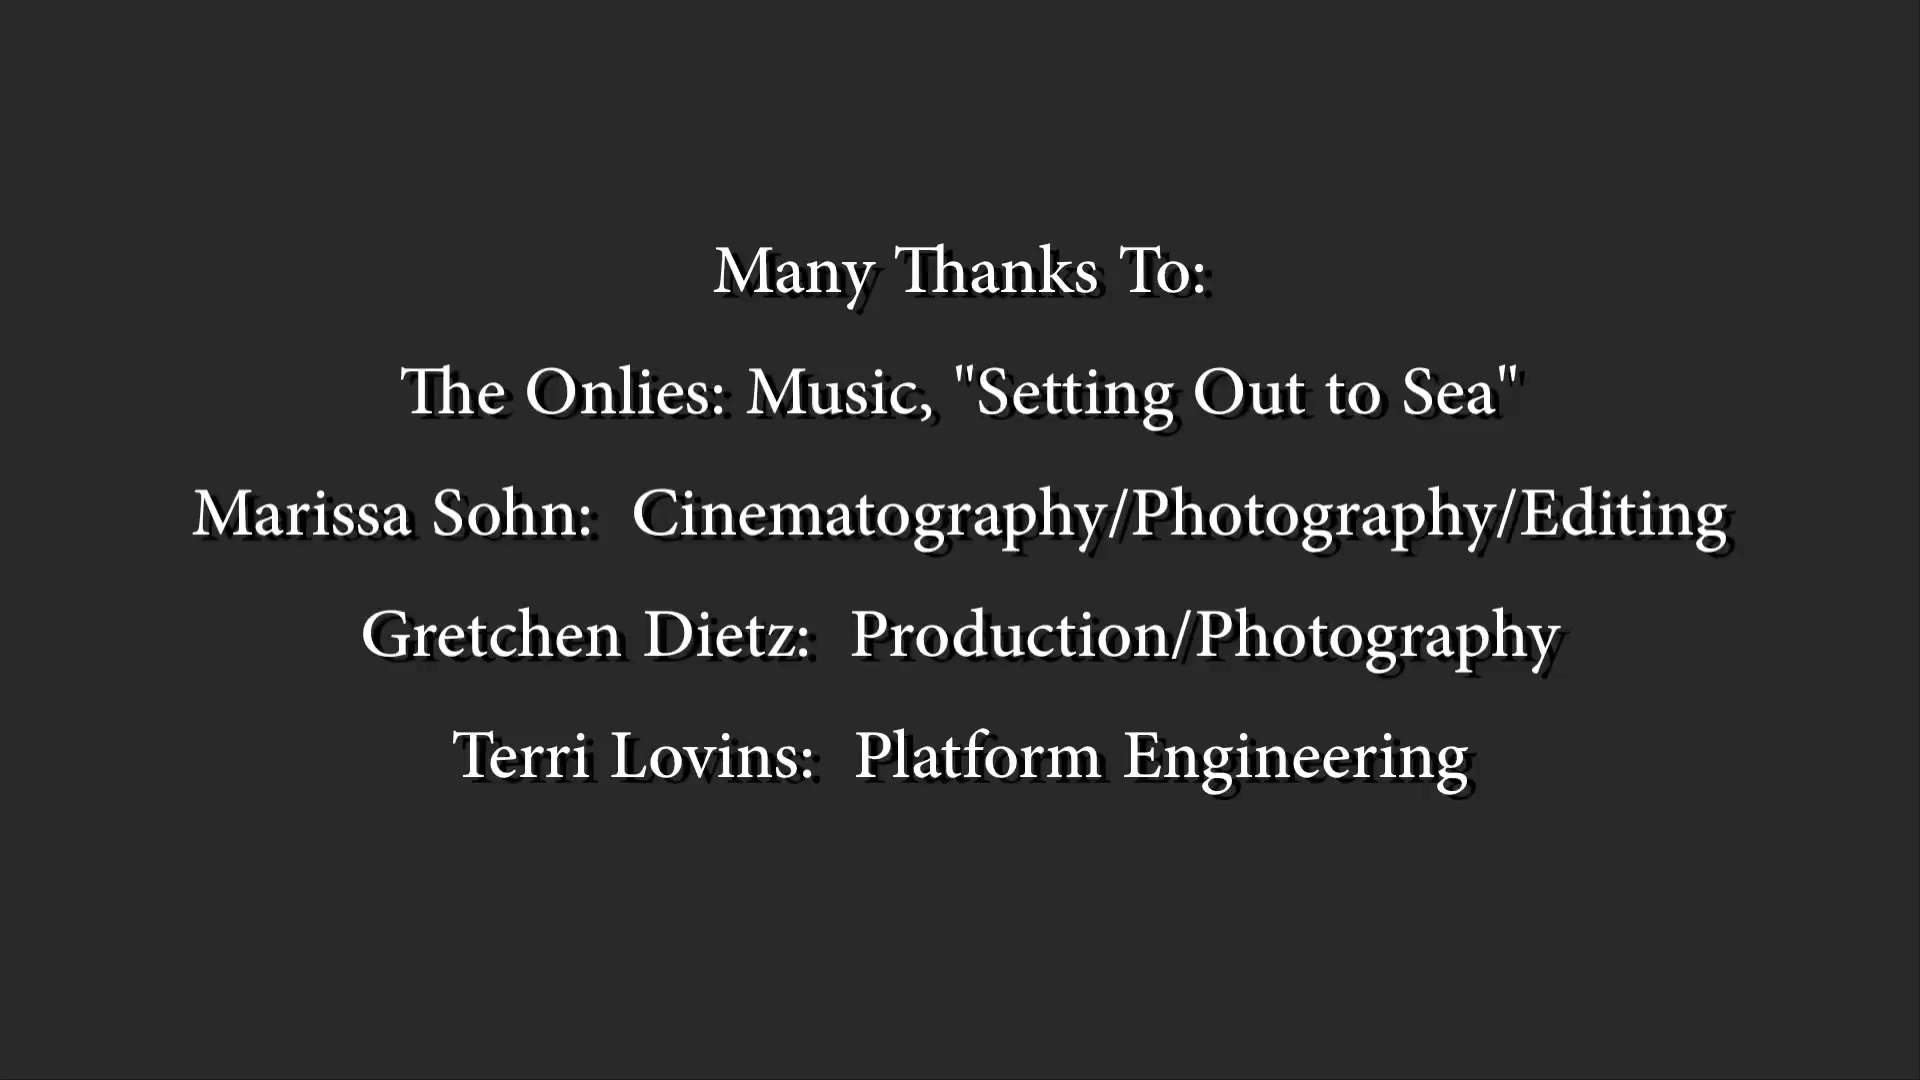 Many Thanks To:
The Onlies: Music, "Setting Out to Sea"
Marissa Sohn:  Cinematography/Photography/Editing
Gretchen Dietz:  Production/Photography
Terri Lovins:  Platform Engineering